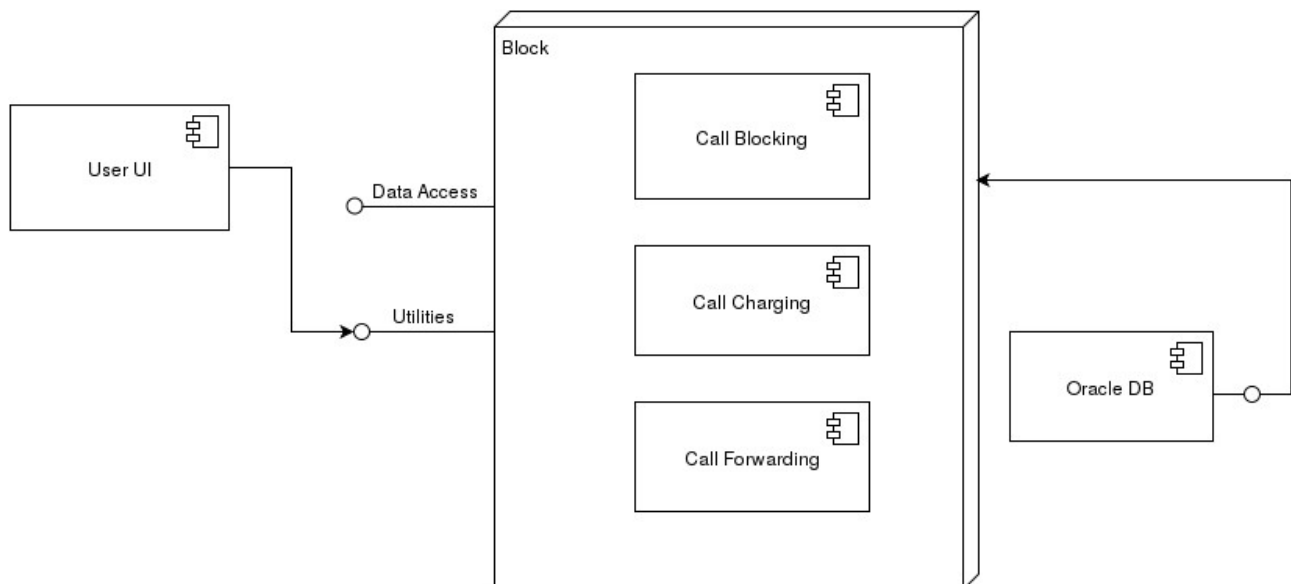 Block
Call Blocking
User UI
Data Access
Call Charging
Utilities
Oracle DB
Call Forwarding